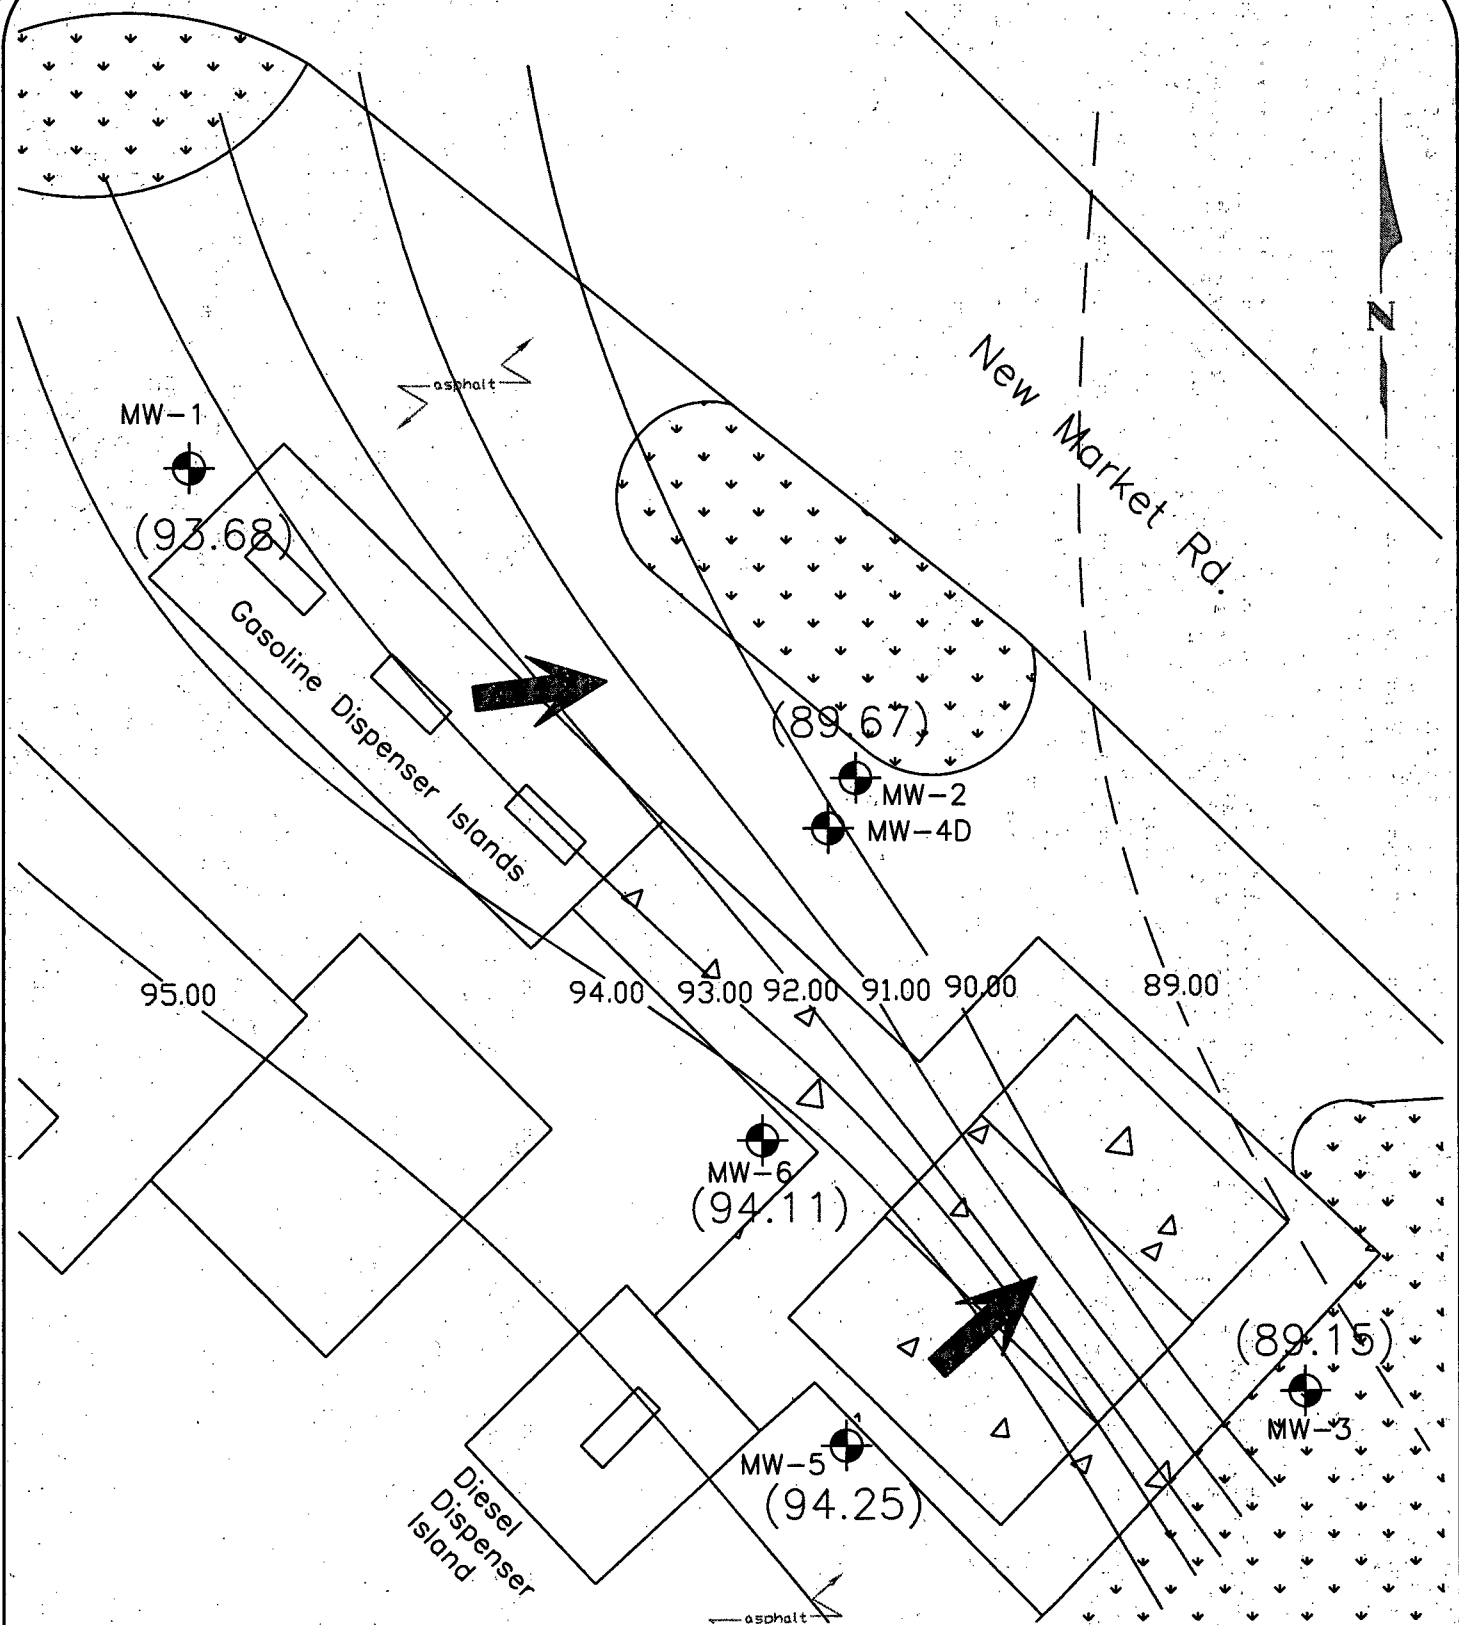 N
New Market Rd.
asphalt
MW-1
(93.68)
Gasoline Dispenser Islands
(89.67)
MW-2
MW-4D
95.00
94.00
93.00
92.00
91.00
90.00
89.00
MW-6
(94.11)
(89.15)
MW-3
MW-5
(94.25)
Diesel
Dispenser
Island
asphalt